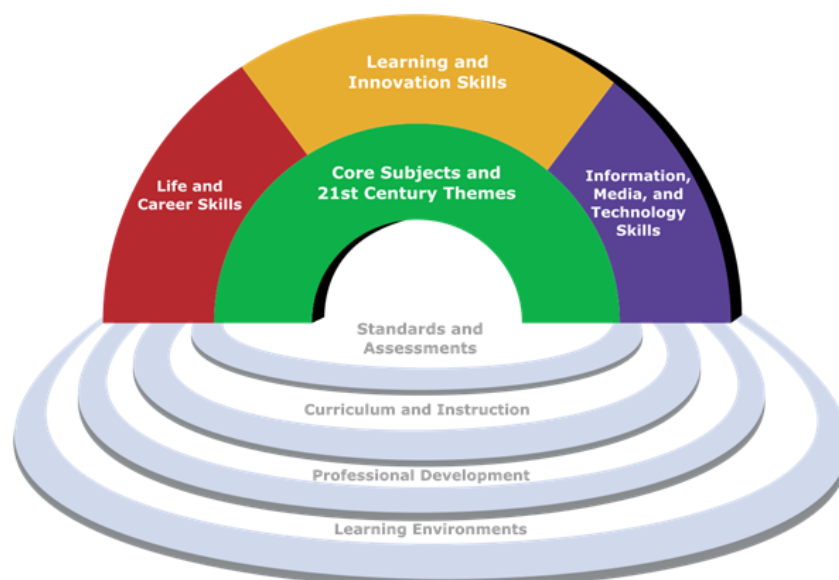 Learning and
Innovation Skills
Core Subjects and
21st Century Themes
Life and
Career Skills
Information,
Media, and
Technology
Skills
Standards and
Assessments
Curriculum and Instruction
Professional Development
Learning Environments